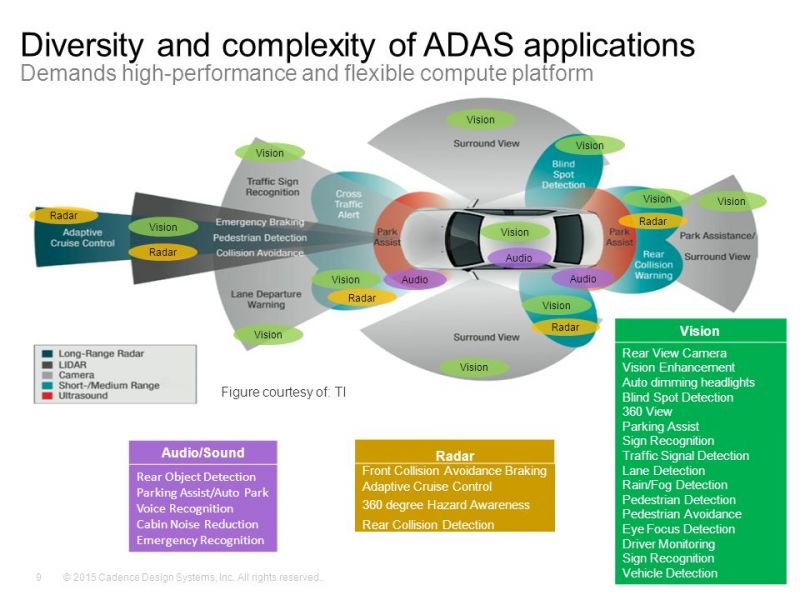 Diversity and complexity of ADAS applications
Demands high-performance and flexible compute platform
Vision
Surround View
Vision
Blind
Spot
Detection
Vision
Traffic Sign
Recognition
Cross
Traffic
Alert
Radar
Adaptive
Cruise Control
Vision
Radar
Emergency Braking
Pedestrian Detection
Collision Avoidance
Park
Assist
Vision
Audio
Park
Assist
Vision
Radar
Vision
Park Assistance/
Surround View
Rear
Collision
Warning
Vision
Radar
Audio
Audio
Lane Departure
Warning
Vision
Vision
Radar
Surround View
Vision
Long-Range Radar
LIDAR
Camera
Short-/Medium Range
Ultrasound
Figure courtesy of: TI
Audio/Sound
Rear Object Detection
Parking Assist/Auto Park
Voice Recognition
Cabin Noise Reduction
Emergency Recognition
Radar
Front Collision Avoidance Braking
Adaptive Cruise Control
360 degree Hazard Awareness
Rear Collision Detection
Vision
Rear View Camera
Vision Enhancement
Auto dimming headlights
Blind Spot Detection
360 View
Parking Assist
Sign Recognition
Traffic Signal Detection
Lane Detection
Rain/Fog Detection
Pedestrian Detection
Pedestrian Avoidance
Eye Focus Detection
Driver Monitoring
Sign Recognition
Vehicle Detection
9 © 2015 Cadence Design Systems, Inc. All rights reserved..